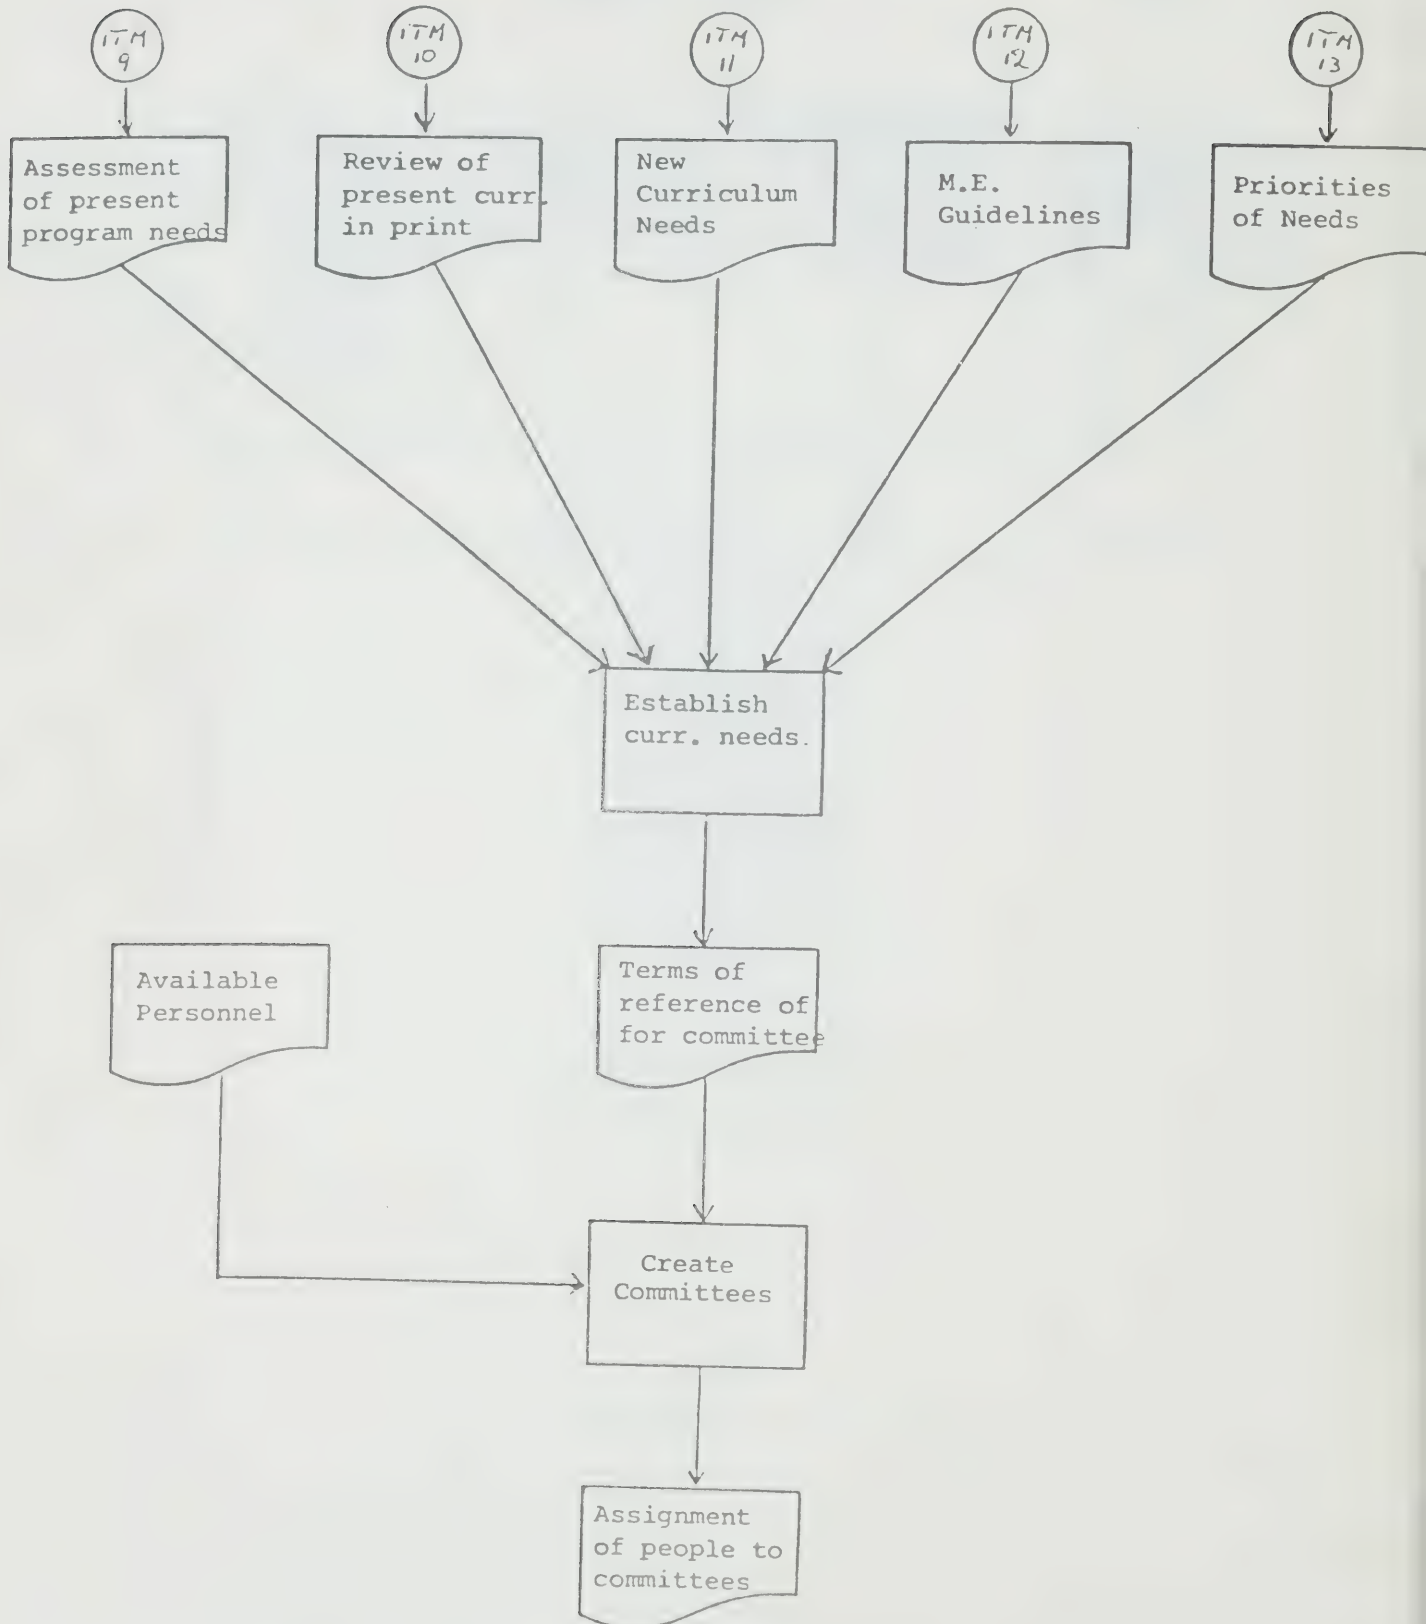 ITM
9
ITM
10
ITM
11
ITM
12
ITM
13
Assessment
of present
program needs
Review of
present curr.
in print
New
Curriculum
Needs
M.E.
Guidelines
Priorities
of Needs
Establish
curr. needs.
Available
Personnel
Terms of
reference of
for committee
Create
Committees
Assignment
of people to
committees